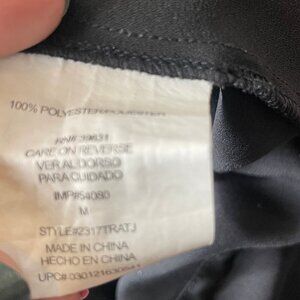 100% POLYESTER/POLIESTER
RN# 39631
CARE ON REVERSE
VER AL DORSO
PARA CUIDADO
IMP#54080
M
STYLE#2317TRATJ
MADE IN CHINA
HECHO EN CHINA
UPC#